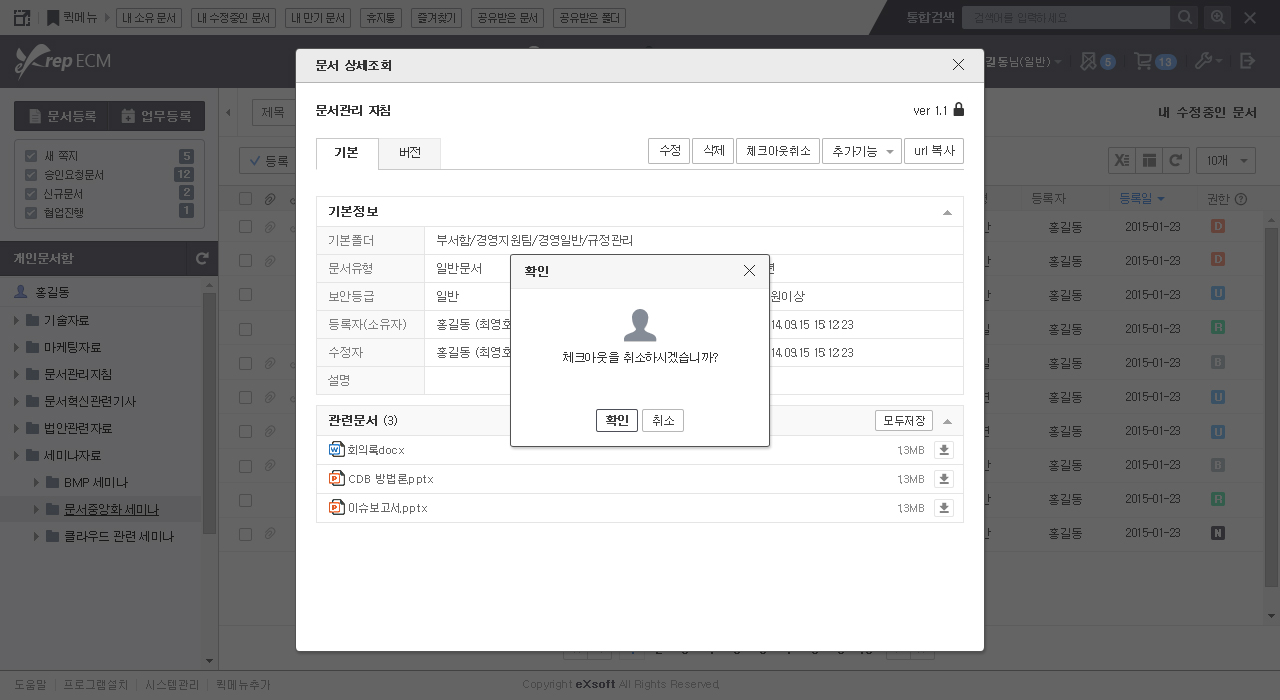 퀵메뉴 내 소유 문서 내 수정중인 문서 내 만기 문서 휴지통 즐겨찾기 공유받은 문서 공유받은 폴더 통합검색 검색어를 입력하세요
eXrep ECM
길동님(일반) 5 13
문서 상세조회
문서등록 업무등록
제목
내 수정중인 문서
문서관리 지침
ver 1.1
기본 버전
수정 삭제 체크아웃취소 추가기능 url 복사
새 쪽지 5
승인요청문서 12
신규문서 2
협업진행 1
등록
10개
등록자 등록일 권한
기본정보
기본폴더 부서함/경영지원팀/경영일반/규정관리
문서유형 일반문서
보안등급 일반
원이상
등록자(소유자) 홍길동 (최영호
14.09.15 15:12:23
수정자 홍길동 (최영호
14.09.15 15:12:23
설명
확인
체크아웃을 취소하시겠습니까?
확인 취소
관련문서 (3)
모두저장
회의록.docx 1.3MB
CDB 방법론.pptx 1.3MB
이슈보고서.pptx 1.3MB
개인문서함
홍길동
기술자료
마케팅자료
문서관리지침
문서혁신관련기사
법안관련자료
세미나자료
BMP 세미나
문서중앙화 세미나
클라우드 관련 세미나
홍길동 2015-01-23 D
홍길동 2015-01-23 D
홍길동 2015-01-23 U
홍길동 2015-01-23 R
홍길동 2015-01-23 B
홍길동 2015-01-23 U
홍길동 2015-01-23 U
홍길동 2015-01-23 B
홍길동 2015-01-23 R
홍길동 2015-01-23 N
도움말 프로그램설치 시스템관리 퀵메뉴추가
Copyright eXsoft All Rights Reserved.